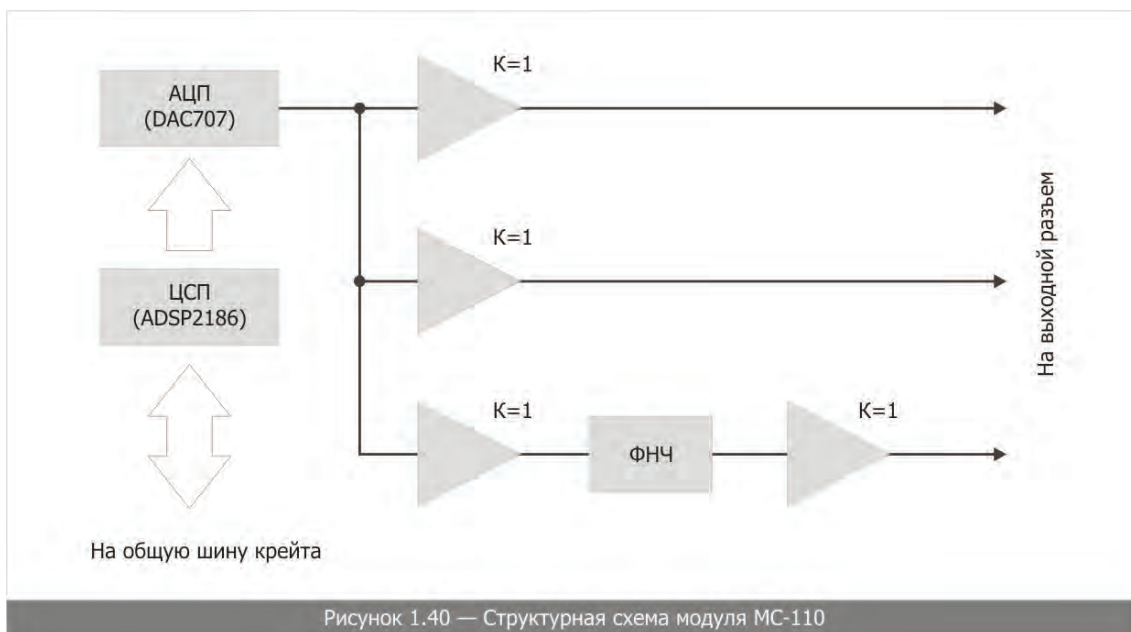 K=1
АЦП
(DAC707)
K=1
ЦСП
(ADSP2186)
На выходной разъем
K=1
K=1
ФНЧ
На общую шину крейта
Рисунок 1.40 — Структурная схема модуля МС-110